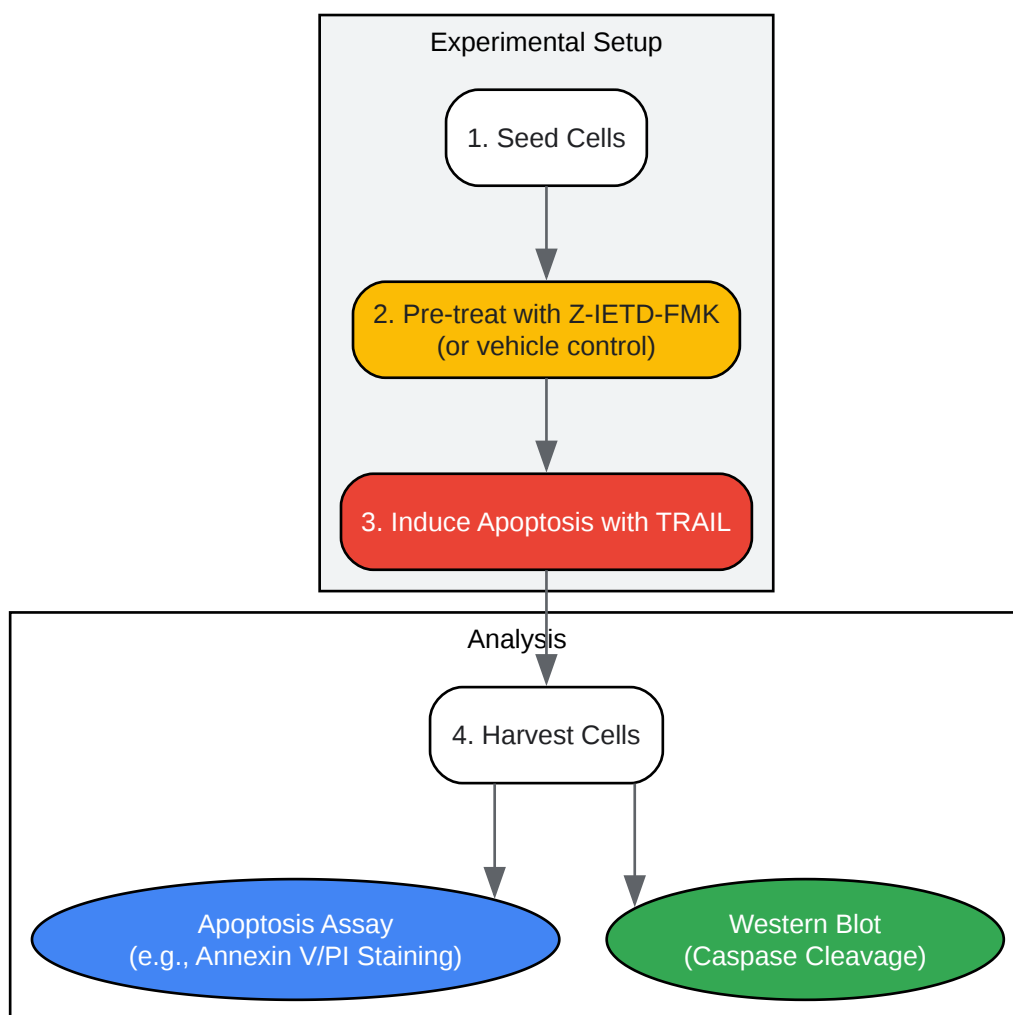 Experimental Setup
1. Seed Cells
2. Pre-treat with Z-IETD-FMK
(or vehicle control)
3. Induce Apoptosis with TRAIL
Analysis
4. Harvest Cells
Apoptosis Assay
(e.g., Annexin V/PI Staining)
Western Blot
(Caspase Cleavage)